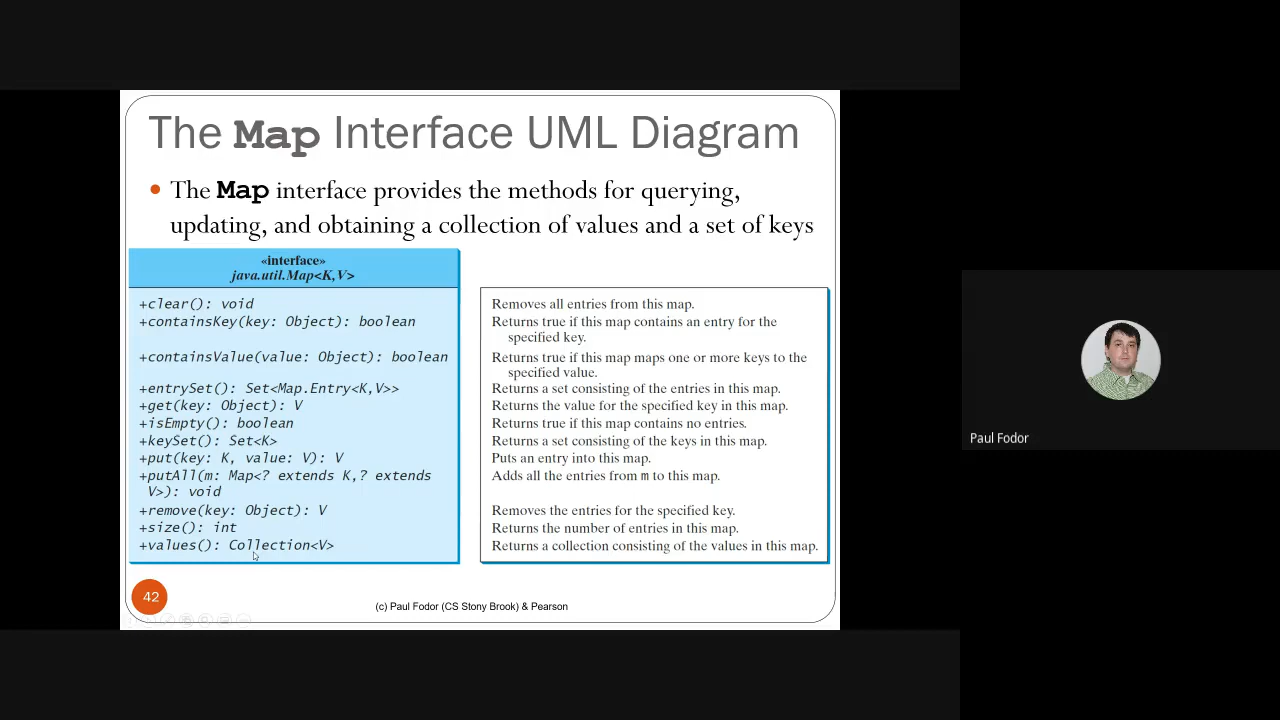 The Map Interface UML Diagram
• The Map interface provides the methods for querying,
updating, and obtaining a collection of values and a set of keys
«interface»
java.util.Map<K,V>
+clear(): void
+containsKey(key: Object): boolean
+containsValue(value: Object): boolean
+entrySet(): Set<Map.Entry<K,V>>
+get(key: Object): V
+isEmpty(): boolean
+keySet(): Set<K>
+put(key: K, value: V): V
+putAll(m: Map<? extends K,? extends
V>): void
+remove(key: Object): V
+size(): int
+values(): Collection<V>
Removes all entries from this map.
Returns true if this map contains an entry for the
specified key.
Returns true if this map maps one or more keys to the
specified value.
Returns a set consisting of the entries in this map.
Returns the value for the specified key in this map.
Returns true if this map contains no entries.
Returns a set consisting of the keys in this map.
Puts an entry into this map.
Adds all the entries from m to this map.
Removes the entries for the specified key.
Returns the number of entries in this map.
Returns a collection consisting of the values in this map.
42
(c) Paul Fodor (CS Stony Brook) & Pearson
Paul Fodor